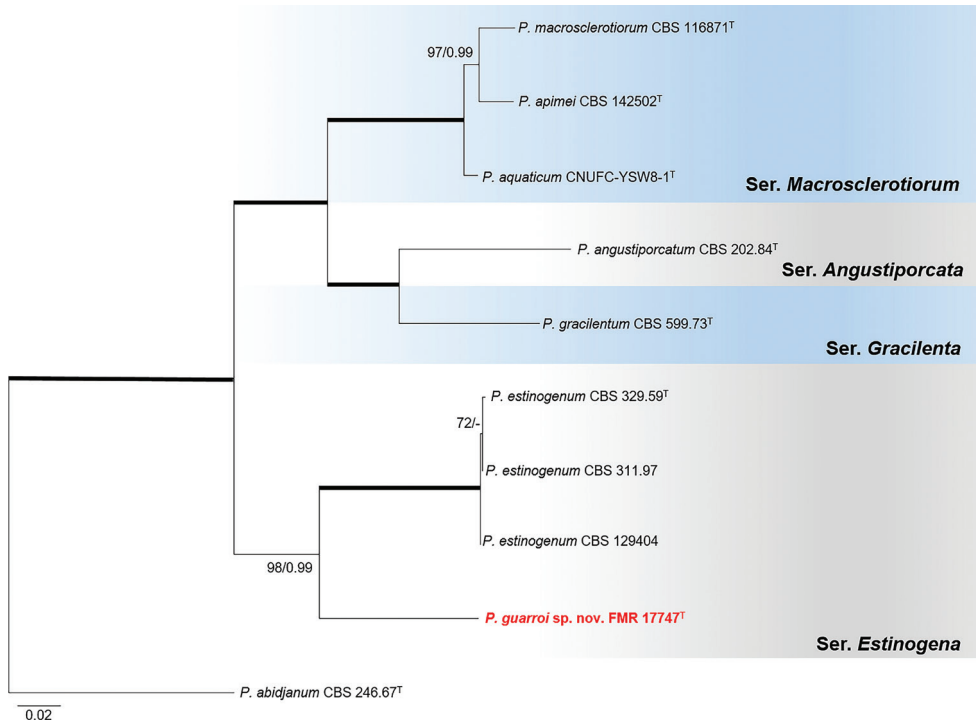 P. macrosclerotiorum CBS 116871ᵀ
97/0.99
P. apimei CBS 142502ᵀ
P. aquaticum CNUFC-YSW8-1ᵀ
Ser. Macrosclerotiorum
P. angustiporcatum CBS 202.84ᵀ
Ser. Angustiporcata
P. gracilentum CBS 599.73ᵀ
Ser. Gracilenta
P. estinogenum CBS 329.59ᵀ
72/-
P. estinogenum CBS 311.97
P. estinogenum CBS 129404
98/0.99
P. guarroi sp. nov. FMR 17747ᵀ
Ser. Estinogena
P. abidjanum CBS 246.67ᵀ
0.02